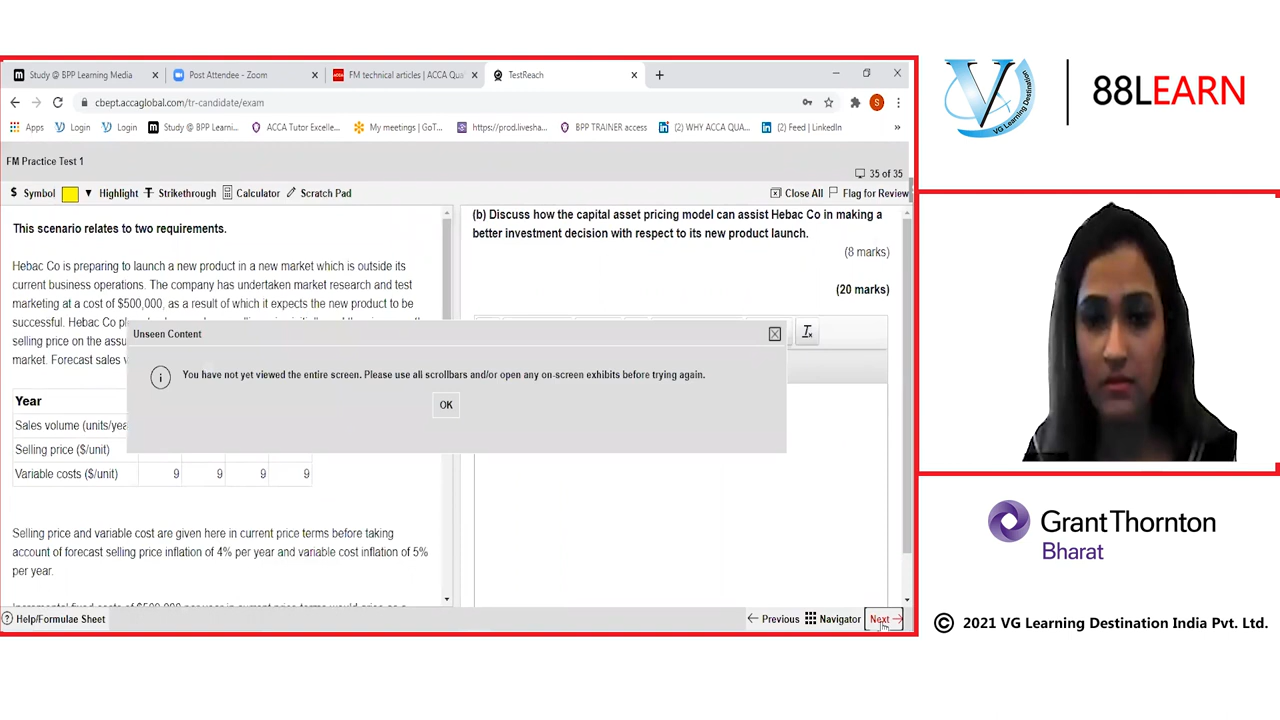 Study @ BPP Learning Media
Post Attendee - Zoom
FM technical articles | ACCA Qua
TestReach
cbept.accaglobal.com/tr-candidate/exam
S
Apps
Login
Login
Study @ BPP Learni...
ACCA Tutor Excelle...
My meetings | GoT...
https://prod.livesha...
BPP TRAINER access
(2) WHY ACCA QUA...
(2) Feed | LinkedIn
»
FM Practice Test 1
35 of 35
$ Symbol
Highlight
Strikethrough
Calculator
Scratch Pad
Close All
Flag for Review
This scenario relates to two requirements.
Hebac Co is preparing to launch a new product in a new market which is outside its
current business operations. The company has undertaken market research and test
marketing at a cost of $500,000, as a result of which it expects the new product to be
successful. Hebac Co
selling price on the
market. Forecast sales
Year
Sales volume
Selling price ($/unit)
Variable costs ($/unit) 9 9 9 9
Selling price and variable cost are given here in current price terms before taking
account of forecast selling price inflation of 4% per year and variable cost inflation of 5%
per year.
(b) Discuss how the capital asset pricing model can assist Hebac Co in making a
better investment decision with respect to its new product launch.
(8 marks)
(20 marks)
Unseen Content
You have not yet viewed the entire screen. Please use all scrollbars and/or open any on-screen exhibits before trying again.
OK
Help/Formulae Sheet
Previous
Navigator
Next
V
VG Learning Destination
88LEARN
Grant Thornton
Bharat
© 2021 VG Learning Destination India Pvt. Ltd.